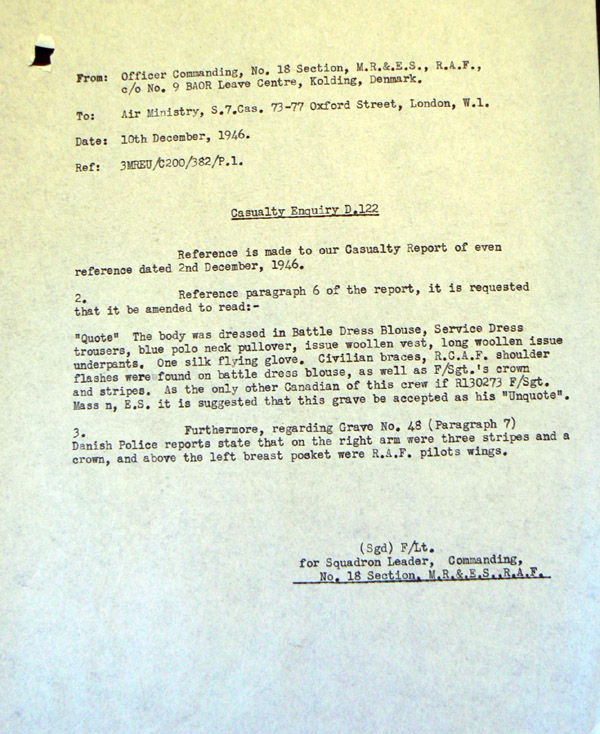 From: Officer Commanding, No. 18 Section, M.R.&.E.S., R.A.F.,
c/o No. 9 BAOR Leave Centre, Kolding, Denmark.
To: Air Ministry, S.7.Cas. 73-77 Oxford Street, London, W.1.
Date: 10th December, 1946.
Ref: 3MREU/C200/382/P.1.
Casualty Enquiry D.122
Reference is made to our Casualty Report of even
reference dated 2nd December, 1946.
2. Reference paragraph 6 of the report, it is requested
that it be amended to read:-
"Quote" The body was dressed in Battle Dress Blouse, Service Dress
trousers, blue polo neck pullover, issue woollen vest, long woollen issue
underpants. One silk flying glove. Civilian braces, R.C.A.F. shoulder
flashes were found on battle dress blouse, as well as F/Sgt.'s crown
and stripes. As the only other Canadian of this crew if R130273 F/Sgt.
Mass n, E.S. it is suggested that this grave be accepted as his "Unquote".
3. Furthermore, regarding Grave No. 48 (Paragraph 7)
Danish Police reports state that on the right arm were three stripes and a
crown, and above the left breast posket were R.A.F. pilots wings.
(Sgd) F/Lt.
for Squadron Leader, Commanding,
No. 18 Section, M.R.&.E.S..R.A.F.